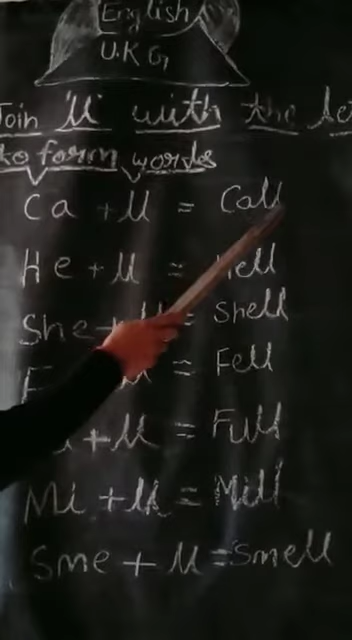 English
U.K.G
Join ll with the
to form words
Ca + ll = Call
He + ll = Hell
She + ll = Shell
F ll = Fell
+ ll = Full
Mi + ll = Mill
Sme + ll = Smell